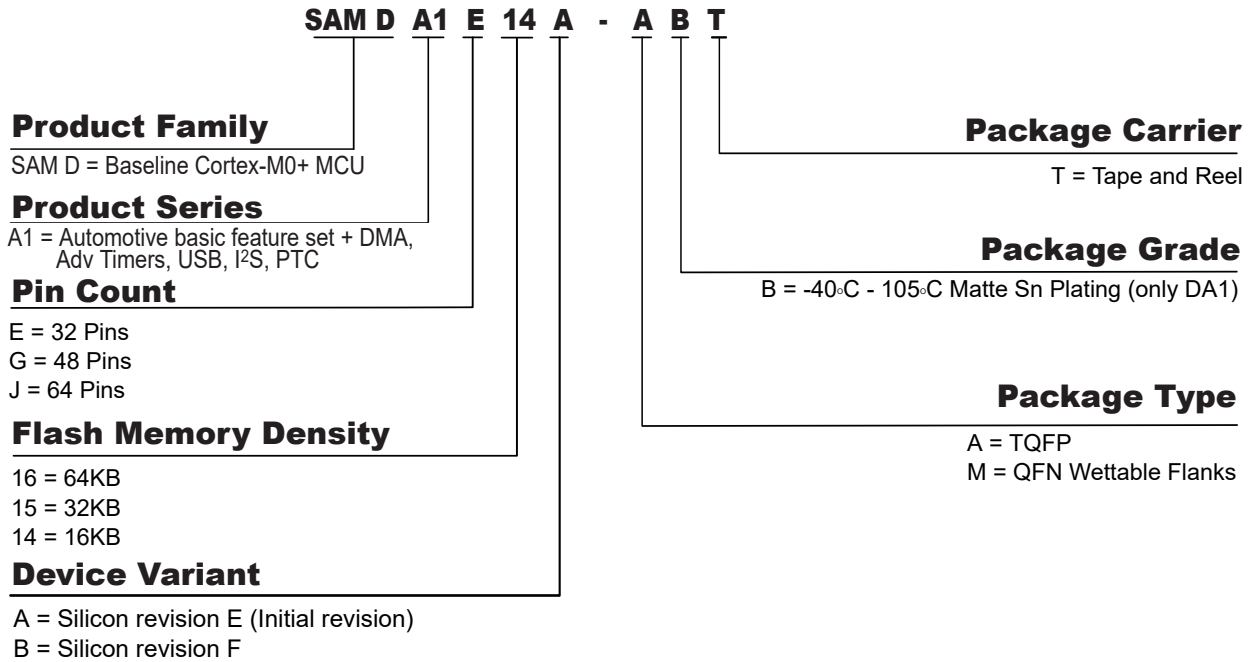 SAM D A1 E 14 A - A B T
Product Family
SAM D = Baseline Cortex-M0+ MCU
Product Series
A1 = Automotive basic feature set + DMA,
Adv Timers, USB, I²S, PTC
Pin Count
E = 32 Pins
G = 48 Pins
J = 64 Pins
Flash Memory Density
16 = 64KB
15 = 32KB
14 = 16KB
Device Variant
A = Silicon revision E (Initial revision)
B = Silicon revision F
Package Carrier
T = Tape and Reel
Package Grade
B = -40◦C - 105◦C Matte Sn Plating (only DA1)
Package Type
A = TQFP
M = QFN Wettable Flanks